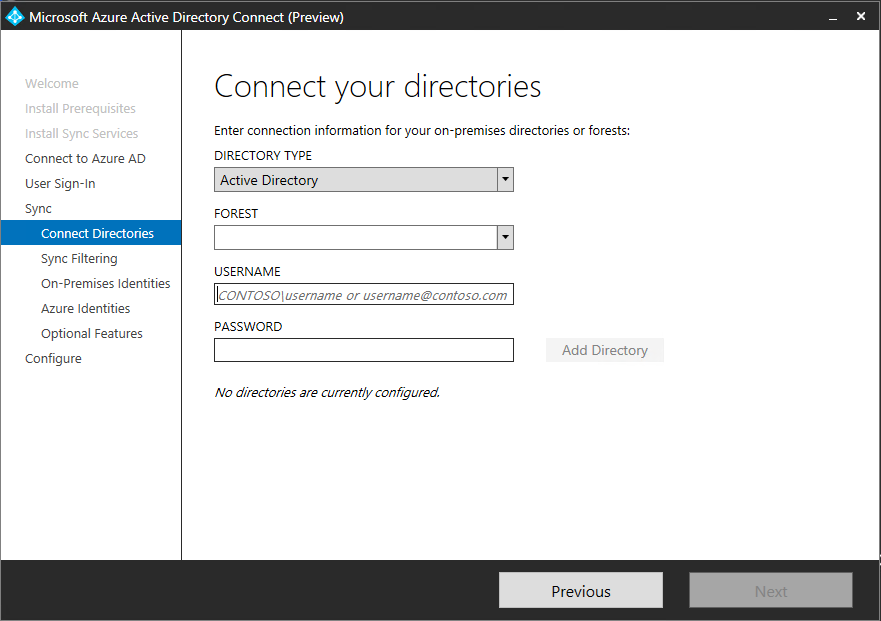 Microsoft Azure Active Directory Connect (Preview)
Welcome
Install Prerequisites
Install Sync Services
Connect to Azure AD
User Sign-In
Sync
Connect Directories
Sync Filtering
On-Premises Identities
Azure Identities
Optional Features
Configure
Connect your directories
Enter connection information for your on-premises directories or forests:
DIRECTORY TYPE
Active Directory
FOREST
USERNAME
CONTOSO\username or username@contoso.com
PASSWORD
Add Directory
No directories are currently configured.
Previous
Next